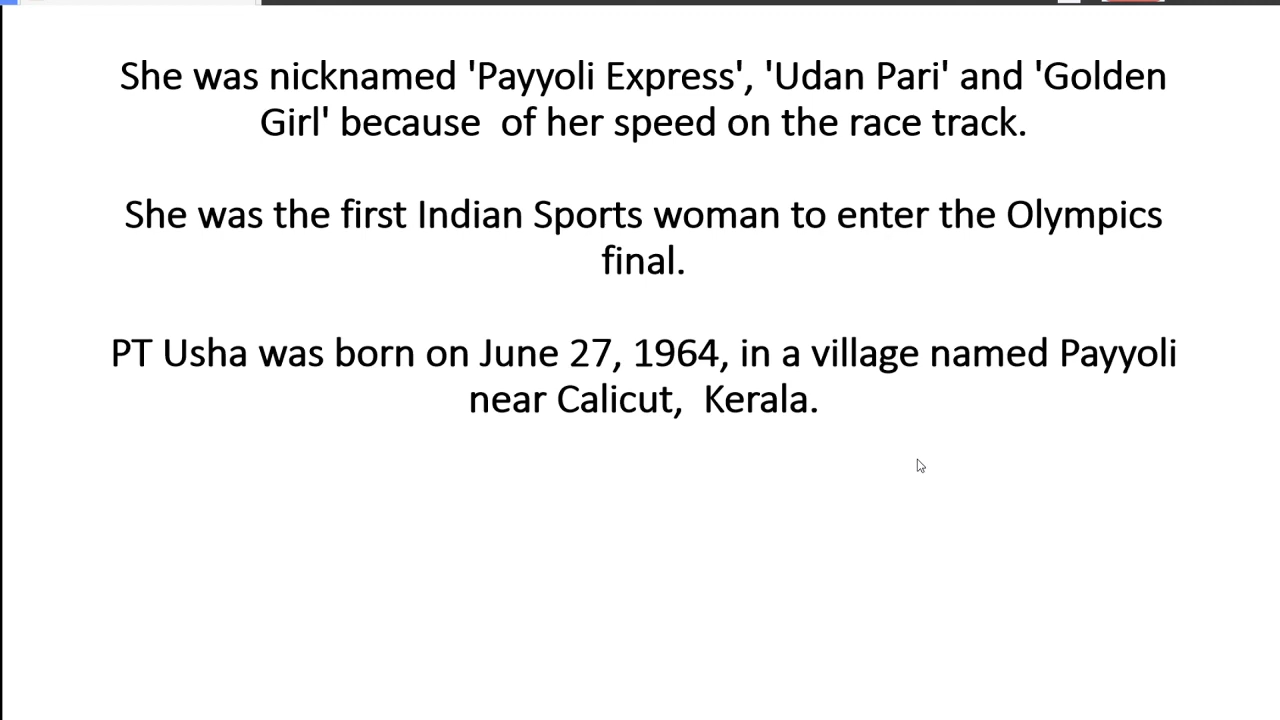 She was nicknamed 'Payyoli Express', 'Udan Pari' and 'Golden
Girl' because  of her speed on the race track.
She was the first Indian Sports woman to enter the Olympics
final.
PT Usha was born on June 27, 1964, in a village named Payyoli
near Calicut,  Kerala.